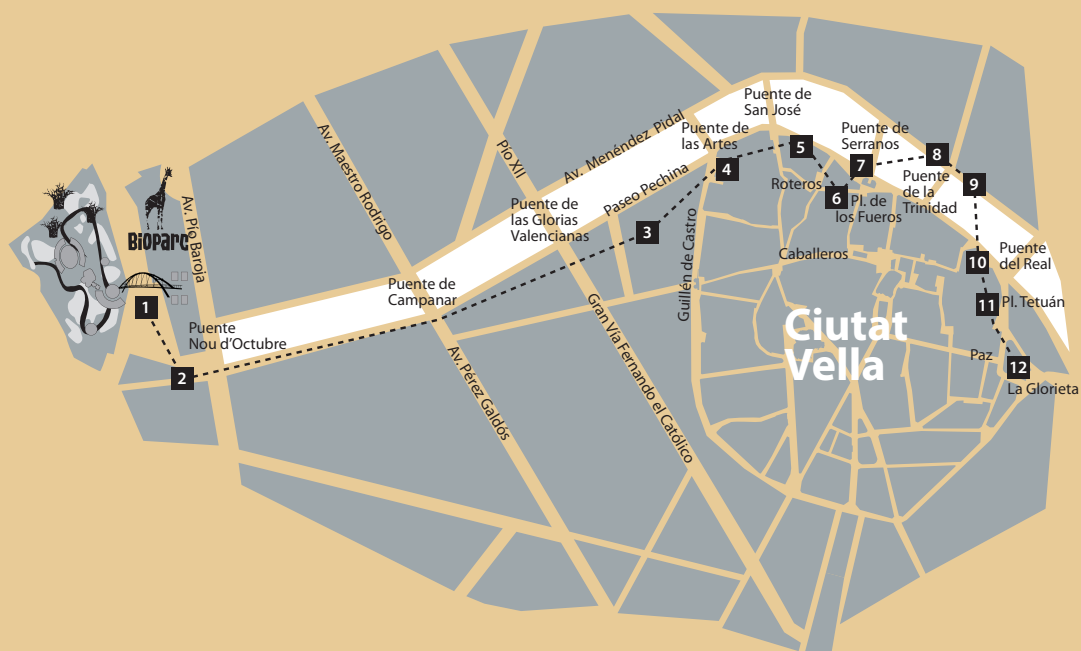 Puente de
San José
Av. Menéndez Pidal
Puente de
las Artes
Puente de
Serranos
Av. Maestro Rodrigo
Pío XII
5
8
7
4
Roteros
Puente
de la
Trinidad
9
6
Pl. de
los Fueros
Paseo Pechina
Av. Pío Baroja
Bioparc
Puente de
las Glorias
Valencianas
3
Guillén de Castro
Caballeros
Puente
del Real
10
Puente de
Campanar
1
11
Pl. Tetuán
Puente
Nou d'Octubre
Gran Vía Fernando el Católico
Ciutat
Vella
Paz
12
La Glorieta
2
Av. Pérez Galdós